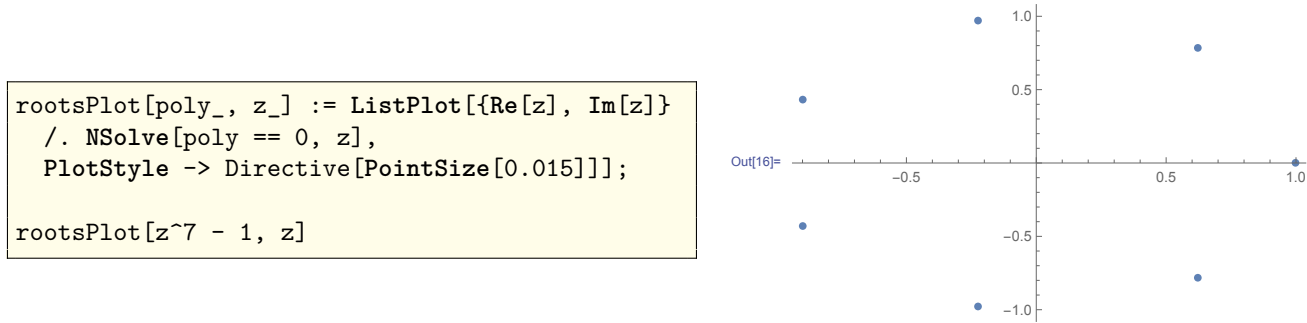 rootsPlot[poly_, z_] := ListPlot[{Re[z], Im[z]}
  /. NSolve[poly == 0, z],
  PlotStyle -> Directive[PointSize[0.015]]];
rootsPlot[z^7 - 1, z]
Out[16]=
1.0
0.5
-0.5
0.5
1.0
-0.5
-1.0